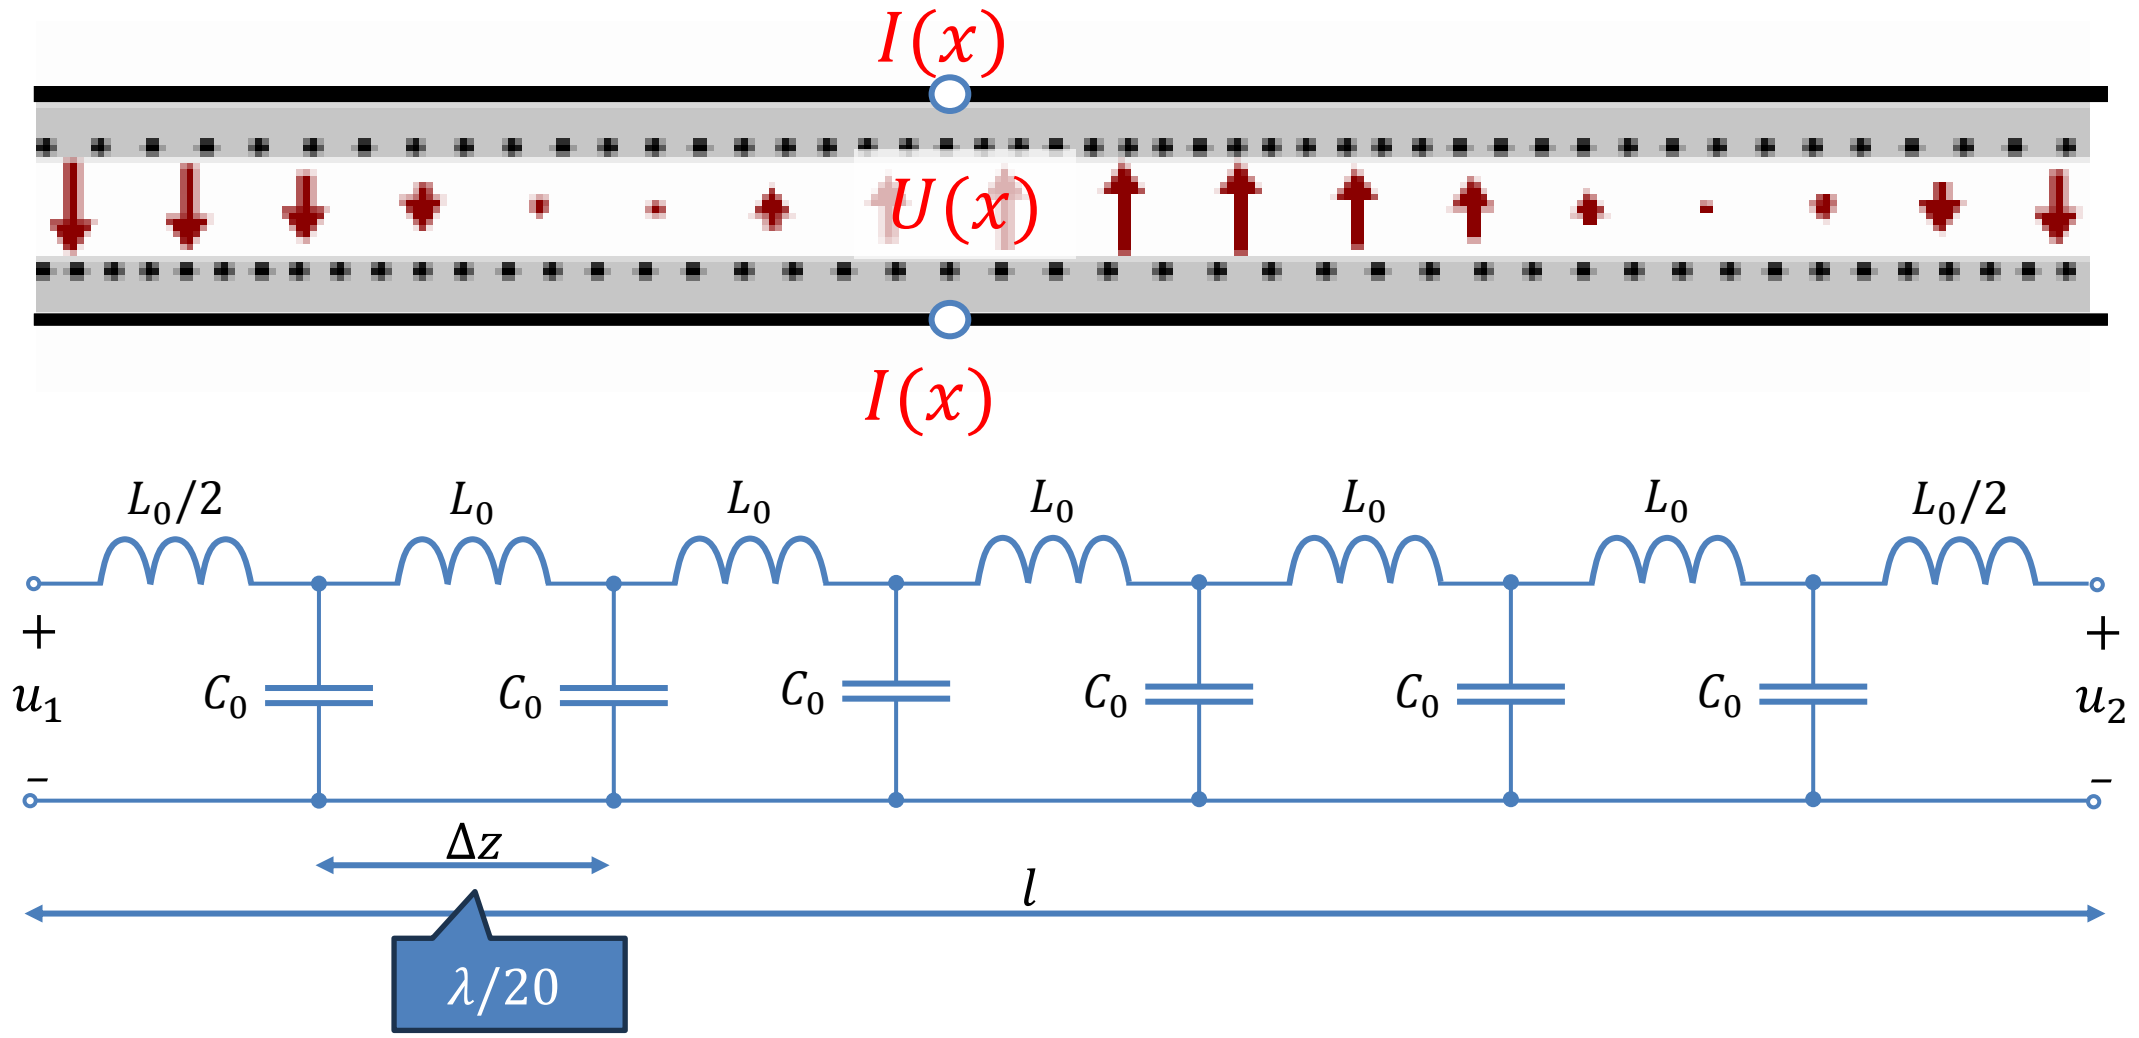 I(x)
U(x)
I(x)
L₀/2 L₀ L₀ L₀ L₀ L₀ L₀/2
+ +
u₁ C₀ C₀ C₀ C₀ C₀ C₀ u₂
− −
Δz
l
λ/20